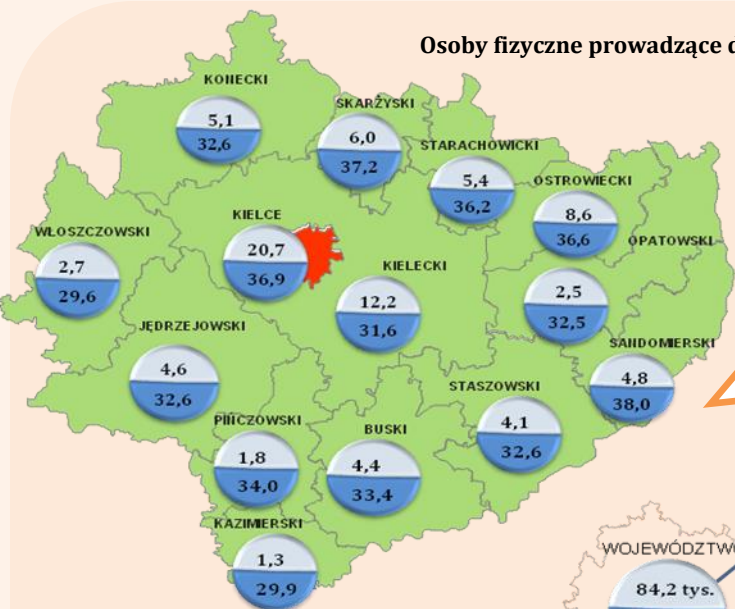 Osoby fizyczne prowadzące
KONECKI
5,1
32,6
SKARŻYSKI
6,0
37,2
STARACHOWICKI
5,4
36,2
OSTROWIECKI
8,6
36,6
WŁOSZCZOWSKI
2,7
29,6
KIELCE
20,7
36,9
KIELECKI
12,2
31,6
OPATOWSKI
2,5
32,5
JĘDRZEJOWSKI
4,6
32,6
SANDOMIERSKI
4,8
38,0
STASZOWSKI
4,1
32,6
PIŃCZOWSKI
1,8
34,0
BUSKI
4,4
33,4
KAZIMIERSKI
1,3
29,9
WOJEWÓDZTWO
84,2 tys.